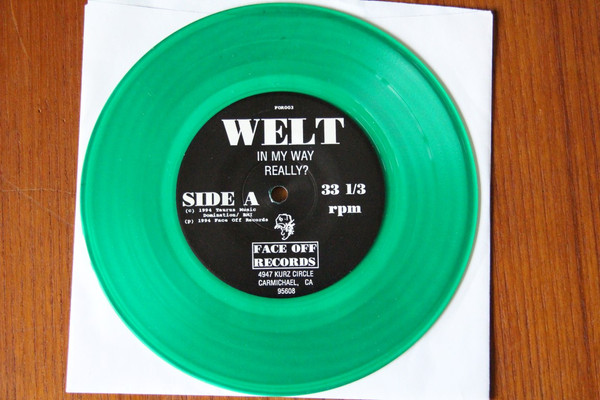 FOR003
WELT
IN MY WAY
REALLY?
SIDE A
33 1/3
rpm
(c) 1994 Taurus Music
Domination/ BMI
(p) 1994 Face Off Records
FACE OFF
RECORDS
4947 KURZ CIRCLE
CARMICHAEL, CA
95608